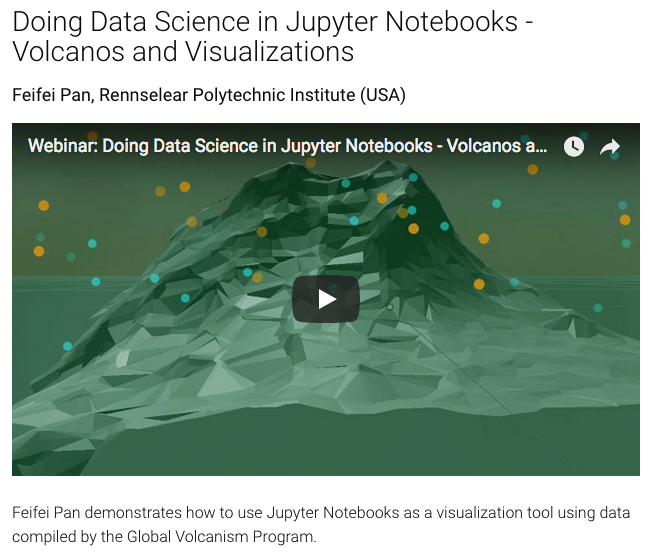 Doing Data Science in Jupyter Notebooks -
Volcanos and Visualizations
Feifei Pan, Rennselear Polytechnic Institute (USA)
Webinar: Doing Data Science in Jupyter Notebooks - Volcanos a...
Feifei Pan demonstrates how to use Jupyter Notebooks as a visualization tool using data
compiled by the Global Volcanism Program.